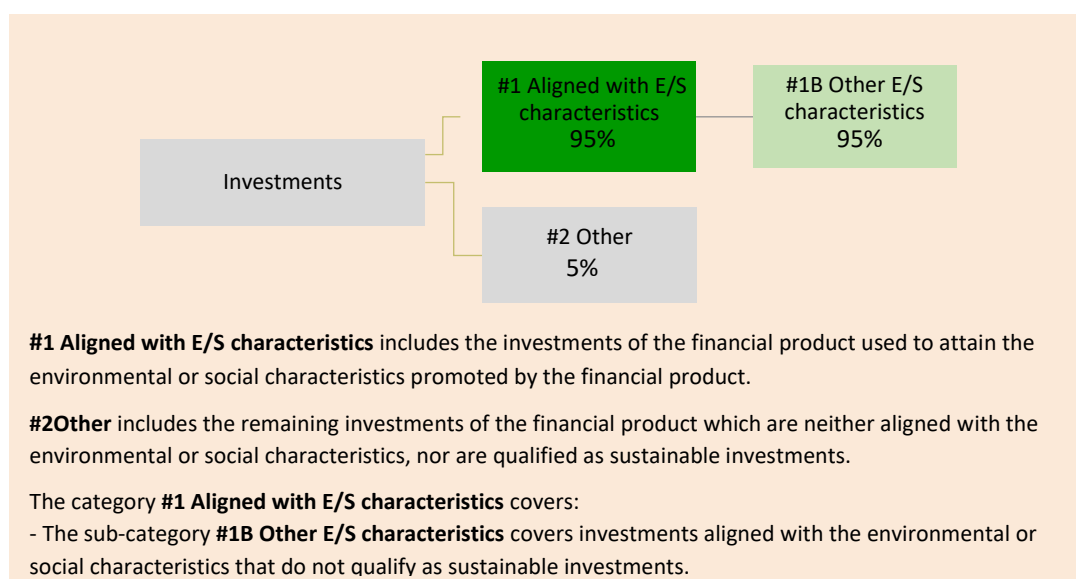 #1 Aligned with E/S
characteristics
95%
#1B Other E/S
characteristics
95%
Investments
#2 Other
5%
#1 Aligned with E/S characteristics includes the investments of the financial product used to attain the
environmental or social characteristics promoted by the financial product.
#2Other includes the remaining investments of the financial product which are neither aligned with the
environmental or social characteristics, nor are qualified as sustainable investments.
The category #1 Aligned with E/S characteristics covers:
- The sub-category #1B Other E/S characteristics covers investments aligned with the environmental or
social characteristics that do not qualify as sustainable investments.